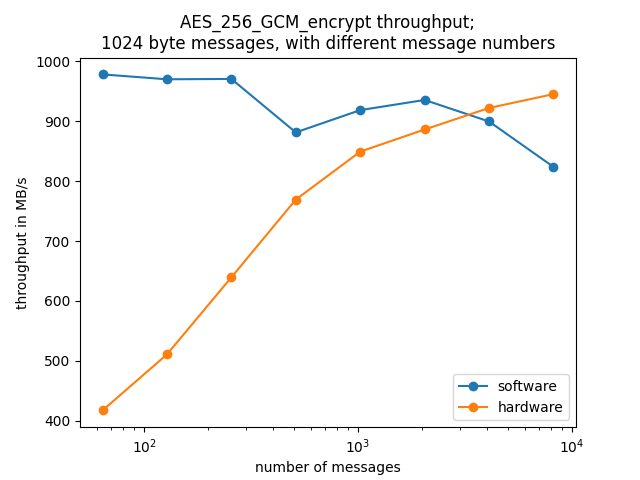 AES_256_GCM_encrypt throughput;
1024 byte messages, with different message numbers
throughput in MB/s
1000
900
800
700
600
500
400
10²
10³
10⁴
number of messages
software
hardware